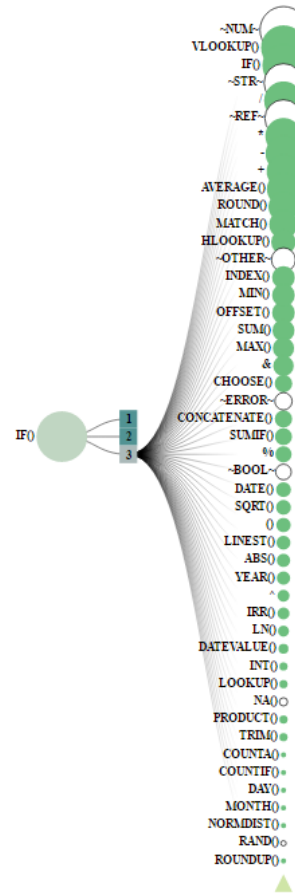 ~NUM~
VLOOKUP()
IF()
~STR~
/
~REF~
*
-
+
AVERAGE()
ROUND()
MATCH()
HLOOKUP()
~OTHER~
INDEX()
MIN()
OFFSET()
SUM()
MAX()
&
CHOOSE()
~ERROR~
CONCATENATE()
SUMIF()
%
~BOOL~
DATE()
SQRT()
()
LINEST()
ABS()
YEAR()
^
IRR()
LN()
DATEVALUE()
INT()
LOOKUP()
NA()
PRODUCT()
TRIM()
COUNTA()
COUNTIF()
DAY()
MONTH()
NORMDIST()
RAND()
ROUNDUP()
IF()
1
2
3